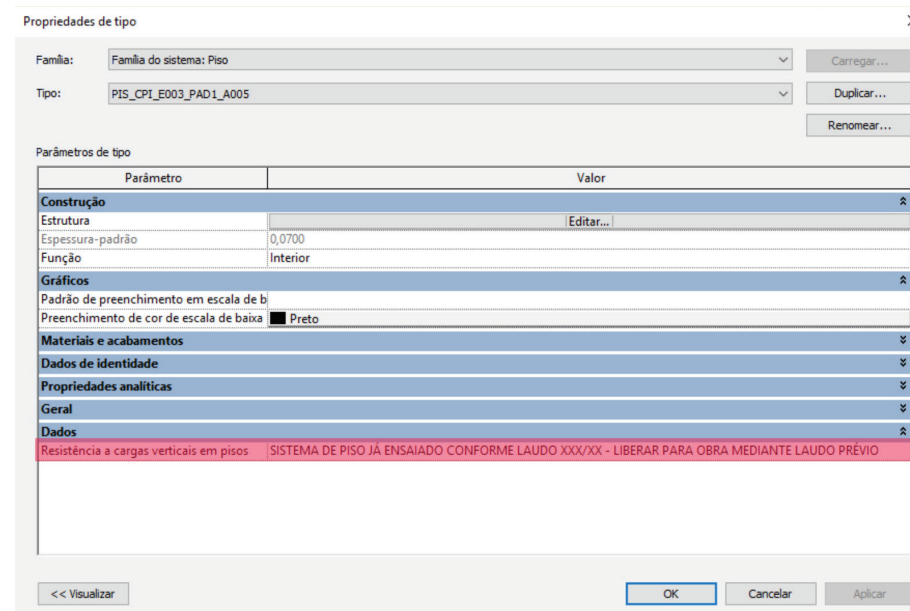 Propriedades de tipo
Família: Família do sistema: Piso Carregar...
Tipo: PIS_CPI_E003_PAD1_A005 Duplicar...
Renomear...
Parâmetros de tipo
Parâmetro Valor
Construção
Estrutura Editar...
Espessura-padrão 0,0700
Função Interior
Gráficos
Padrão de preenchimento em escala de b
Preenchimento de cor de escala de baixa Preto
Materiais e acabamentos
Dados de identidade
Propriedades analíticas
Geral
Dados
Resistência a cargas verticais em pisos SISTEMA DE PISO JÁ ENSAIADO CONFORME LAUDO XXX/XX - LIBERAR PARA OBRA MEDIANTE LAUDO PRÉVIO
<< Visualizar OK Cancelar Aplicar